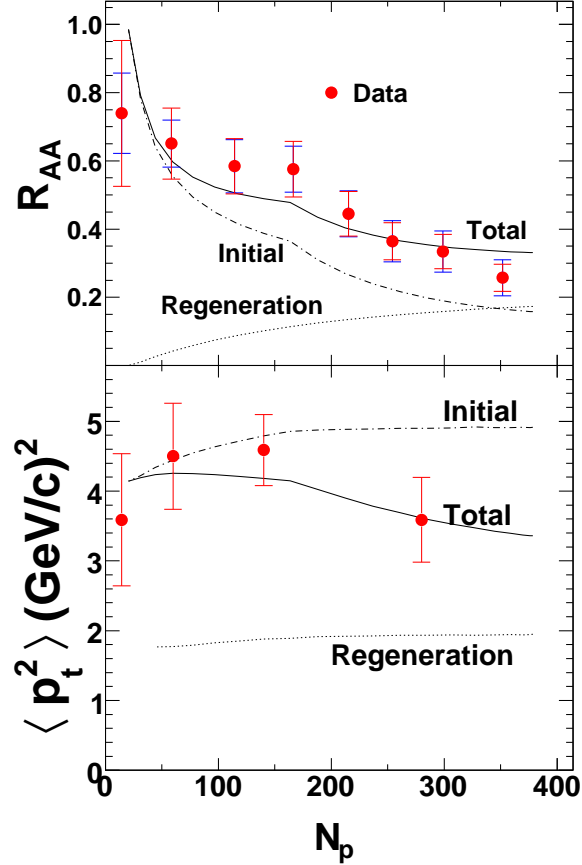 1.0
0.8
0.6
0.4
0.2
R_AA
Data
Total
Initial
Regeneration
5
4
3
2
1
0
⟨ p_t^2 ⟩ (GeV/c)^2
Initial
Total
Regeneration
0 100 200 300 400
N_p